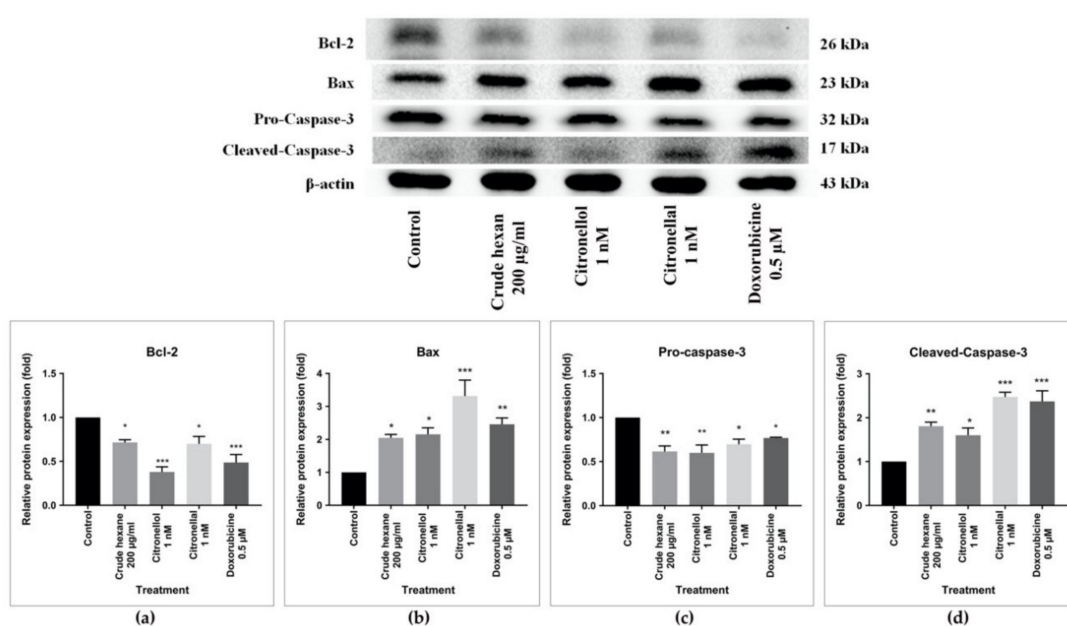 Bcl-2 26 kDa
Bax 23 kDa
Pro-Caspase-3 32 kDa
Cleaved-Caspase-3 17 kDa
β-actin 43 kDa
Control
Crude hexan
200 µg/ml
Citronellol
1 nM
Citronellal
1 nM
Doxorubicine
0.5 µM
Bcl-2
Relative protein expression (fold)
1.5
1.0
0.5
0.0
*
***
*
***
Control
Crude hexane
200 µg/ml
Citronellol
1 nM
Citronellal
1 nM
Doxorubicine
0.5 µM
Treatment
(a)
Bax
Relative protein expression (fold)
4
3
2
1
0
*
*
***
**
Control
Crude hexane
200 µg/ml
Citronellol
1 nM
Citronellal
1 nM
Doxorubicine
0.5 µM
Treatment
(b)
Pro-caspase-3
Relative protein expression (fold)
1.5
1.0
0.5
0.0
**
**
*
*
Control
Crude hexane
200 µg/ml
Citronellol
1 nM
Citronellal
1 nM
Doxorubicine
0.5 µM
Treatment
(c)
Cleaved-Caspase-3
Relative protein expression (fold)
3
2
1
0
**
*
***
***
Control
Crude hexane
200 µg/ml
Citronellol
1 nM
Citronellal
1 nM
Doxorubicine
0.5 µM
Treatment
(d)